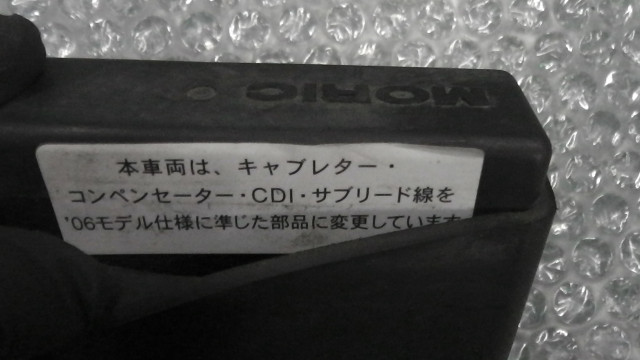 MORIC
本車両は、キャブレター・
コンペンセーター・CDI・サブリード線を
'06モデル仕様に準じた部品に変更しています